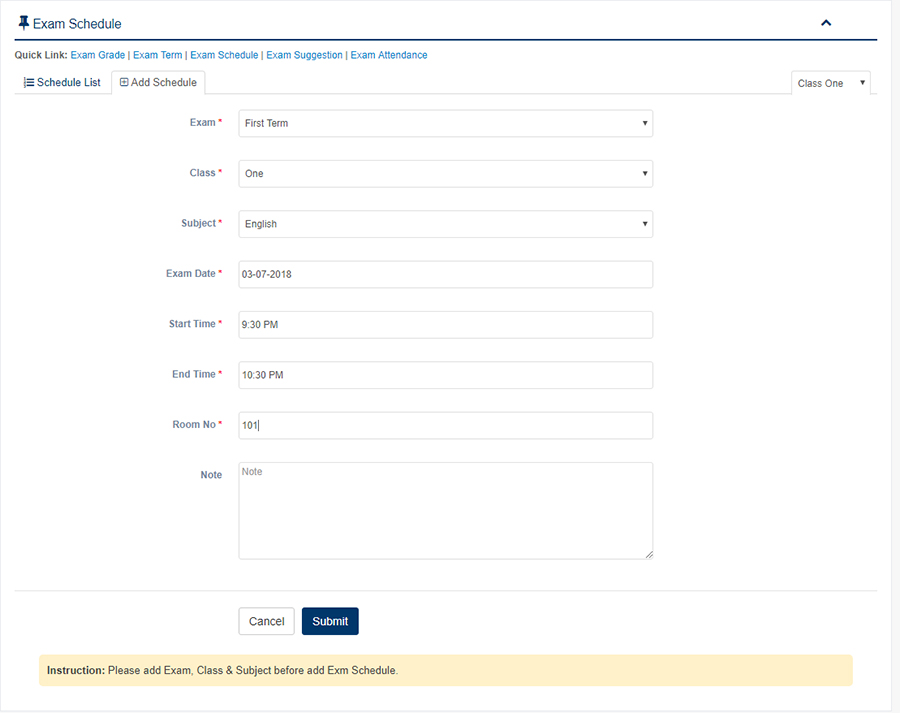 Exam Schedule
Quick Link: Exam Grade | Exam Term | Exam Schedule | Exam Suggestion | Exam Attendance
Schedule List Add Schedule Class One
Exam * First Term
Class * One
Subject * English
Exam Date * 03-07-2018
Start Time * 9:30 PM
End Time * 10:30 PM
Room No * 101
Note Note
Cancel Submit
Instruction: Please add Exam, Class & Subject before add Exm Schedule.